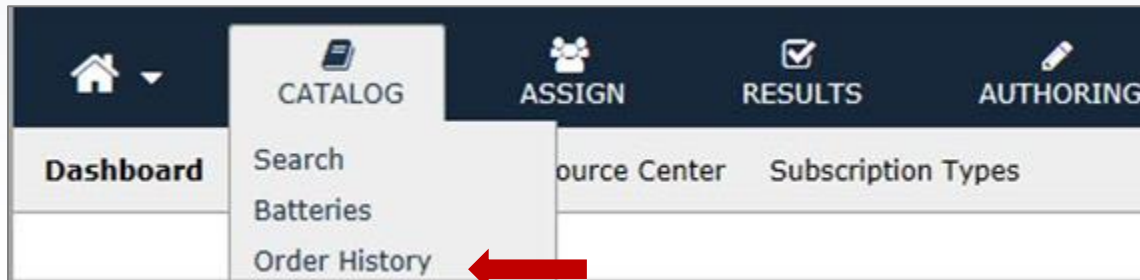 CATALOG
ASSIGN
RESULTS
AUTHORING
Dashboard
ource Center
Subscription Types
Search
Batteries
Order History